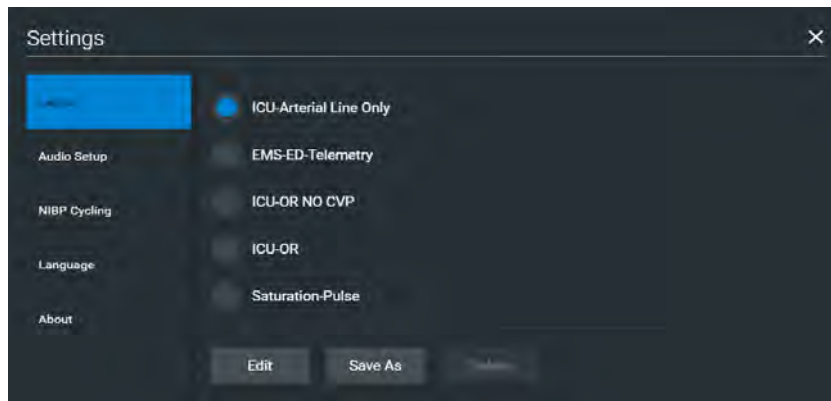 Settings
ICU-Arterial Line Only
Audio Setup
EMS-ED-Telemetry
NIBP Cycling
ICU-OR NO CVP
Language
ICU-OR
About
Saturation-Pulse
Edit
Save As